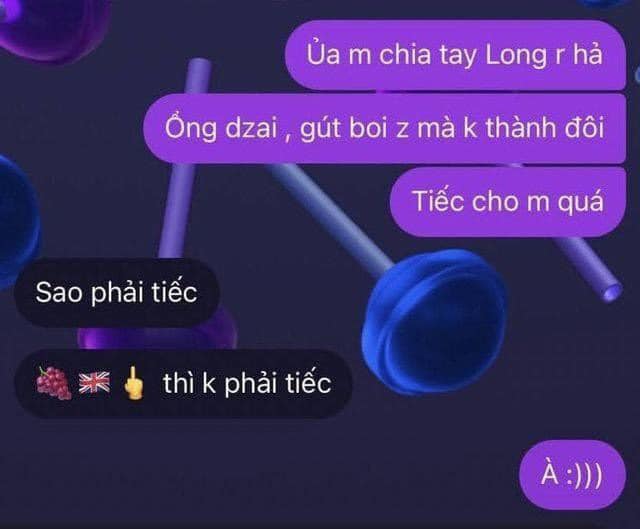 Ủa m chia tay Long r hả
Ổng dzai , gút boi z mà k thành đôi
Tiếc cho m quá
Sao phải tiếc
🍇🇬🇧🖕 thì k phải tiếc
À :)))